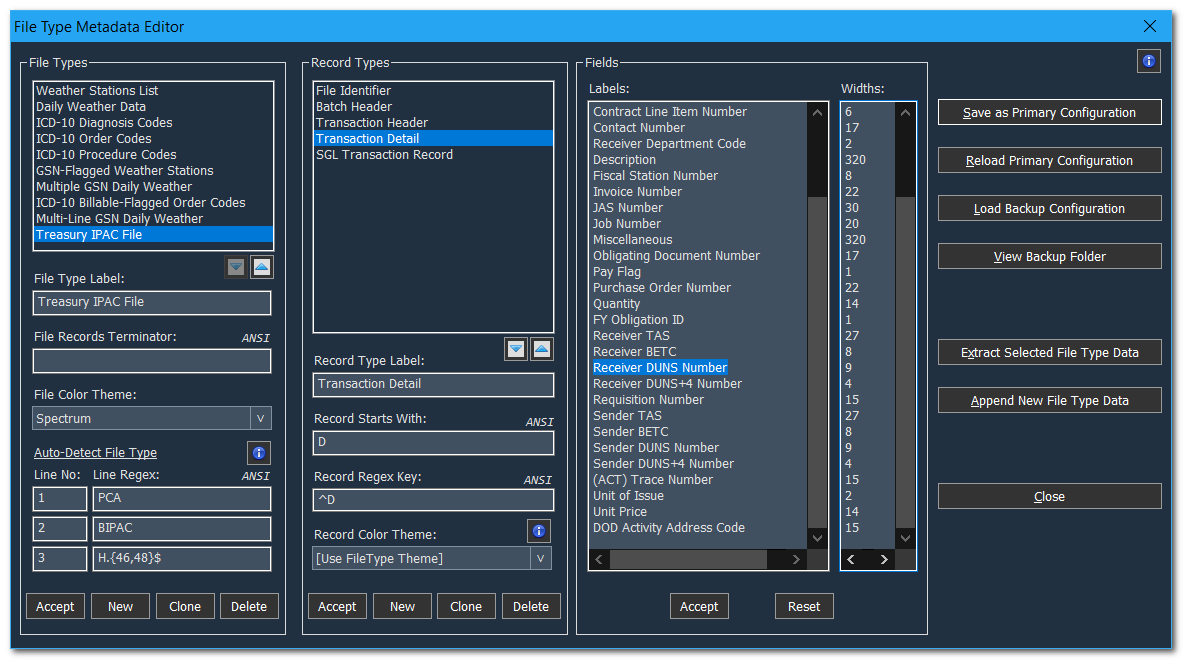 File Type Metadata Editor
File Types
Weather Stations List
Daily Weather Data
ICD-10 Diagnosis Codes
ICD-10 Order Codes
ICD-10 Procedure Codes
GSN-Flagged Weather Stations
Multiple GSN Daily Weather
ICD-10 Billable-Flagged Order Codes
Multi-Line GSN Daily Weather
Treasury IPAC File
File Type Label:
Treasury IPAC File
File Records Terminator: ANSI
File Color Theme:
Spectrum
Auto-Detect File Type
Line No: Line Regex: ANSI
1 PCA
2 BIPAC
3 H.{46,48}$
Accept New Clone Delete
Record Types
File Identifier
Batch Header
Transaction Header
Transaction Detail
SGL Transaction Record
Record Type Label:
Transaction Detail
Record Starts With: ANSI
D
Record Regex Key: ANSI
^D
Record Color Theme:
[Use FileType Theme]
Accept New Clone Delete
Fields
Labels: Widths:
Contract Line Item Number 6
Contact Number 17
Receiver Department Code 2
Description 320
Fiscal Station Number 8
Invoice Number 22
JAS Number 30
Job Number 20
Miscellaneous 320
Obligating Document Number 17
Pay Flag 1
Purchase Order Number 22
Quantity 14
FY Obligation ID 1
Receiver TAS 27
Receiver BETC 8
Receiver DUNS Number 9
Receiver DUNS+4 Number 4
Requisition Number 15
Sender TAS 27
Sender BETC 8
Sender DUNS Number 9
Sender DUNS+4 Number 4
(ACT) Trace Number 15
Unit of Issue 2
Unit Price 14
DOD Activity Address Code 15
Accept Reset
Save as Primary Configuration
Reload Primary Configuration
Load Backup Configuration
View Backup Folder
Extract Selected File Type Data
Append New File Type Data
Close